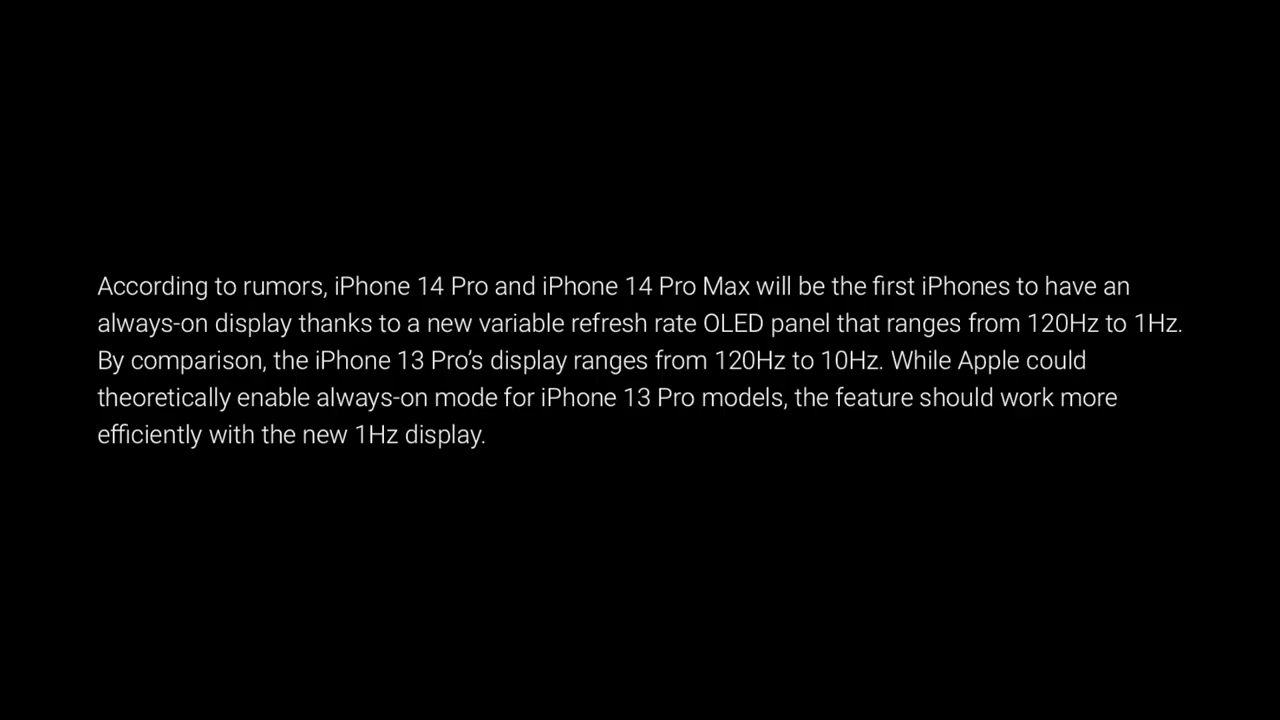 According to rumors, iPhone 14 Pro and iPhone 14 Pro Max will be the first iPhones to have an
always-on display thanks to a new variable refresh rate OLED panel that ranges from 120Hz to 1Hz.
By comparison, the iPhone 13 Pro’s display ranges from 120Hz to 10Hz. While Apple could
theoretically enable always-on mode for iPhone 13 Pro models, the feature should work more
efficiently with the new 1Hz display.